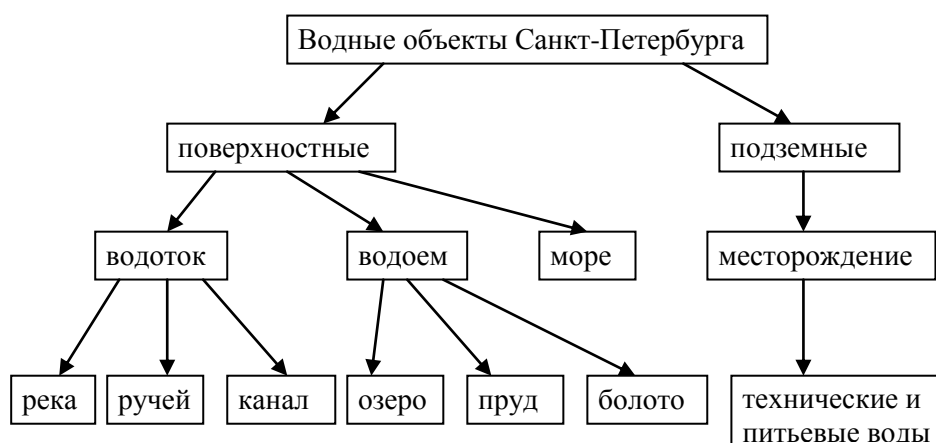 Водные объекты Санкт-Петербурга
поверхностные
подземные
водоток
водоем
море
месторождение
река
ручей
канал
озеро
пруд
болото
технические и
питьевые воды